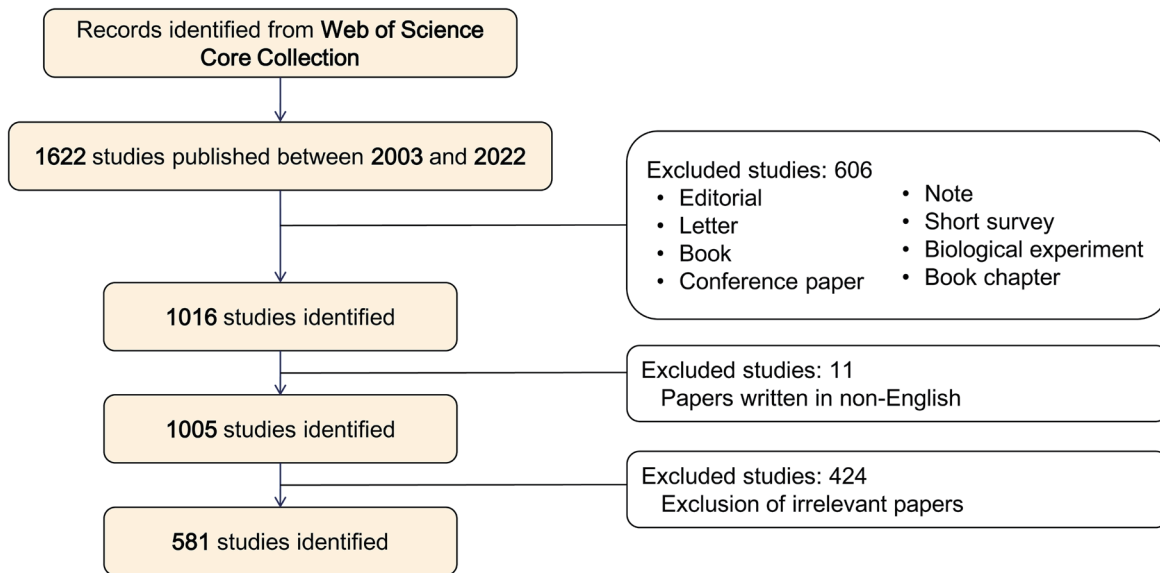 Records identified from Web of Science
Core Collection
1622 studies published between 2003 and 2022
Excluded studies: 606
• Editorial
• Letter
• Book
• Conference paper
• Note
• Short survey
• Biological experiment
• Book chapter
1016 studies identified
Excluded studies: 11
Papers written in non-English
1005 studies identified
Excluded studies: 424
Exclusion of irrelevant papers
581 studies identified